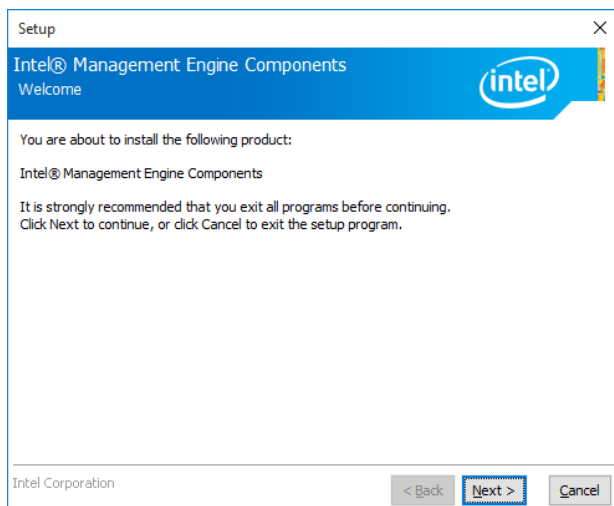 Setup
Intel® Management Engine Components
Welcome
intel
You are about to install the following product:
Intel® Management Engine Components
It is strongly recommended that you exit all programs before continuing.
Click Next to continue, or click Cancel to exit the setup program.
Intel Corporation
< Back
Next >
Cancel